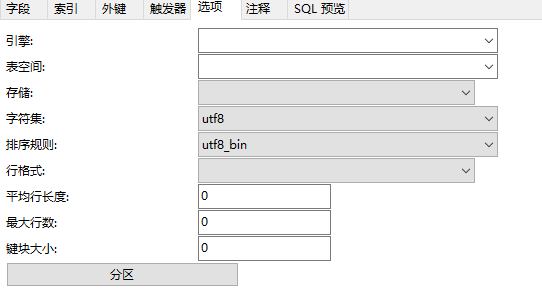 字段 索引 外键 触发器 选项 注释 SQL 预览
引擎:
表空间:
存储:
字符集: utf8
排序规则: utf8_bin
行格式:
平均行长度: 0
最大行数: 0
键块大小: 0
分区